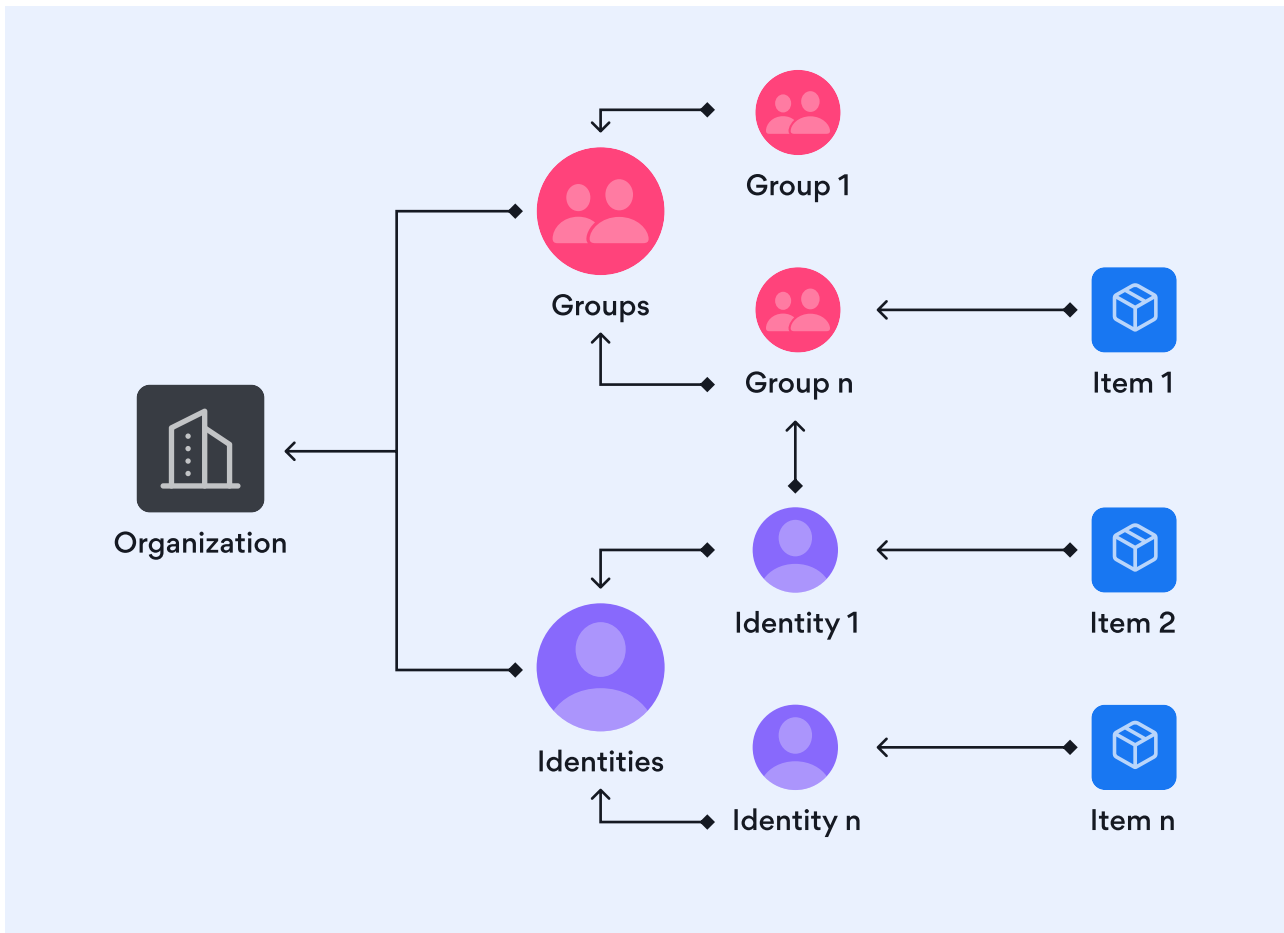 Group 1
Groups
Group n
Item 1
Organization
Identity 1
Item 2
Identities
Identity n
Item n